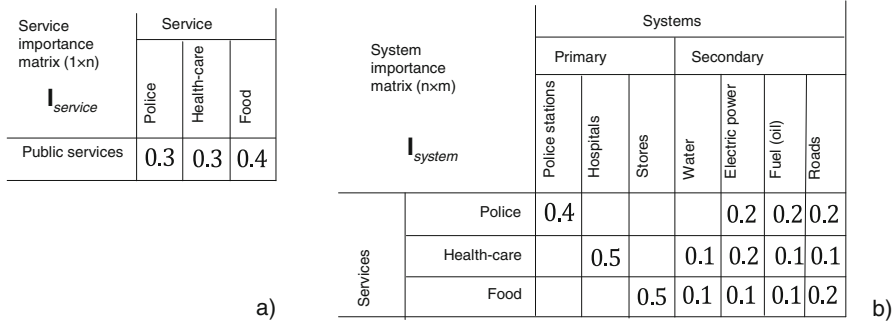 Service importance matrix (1×n)
I service
Service
Police
Health-care
Food
Public services 0.3 0.3 0.4
a)
System importance matrix (n×m)
I system
Systems
Primary Secondary
Police stations
Hospitals
Stores
Water
Electric power
Fuel (oil)
Roads
Services
Police 0.4 0.2 0.2 0.2
Health-care 0.5 0.1 0.2 0.1 0.1
Food 0.5 0.1 0.1 0.1 0.2
b)